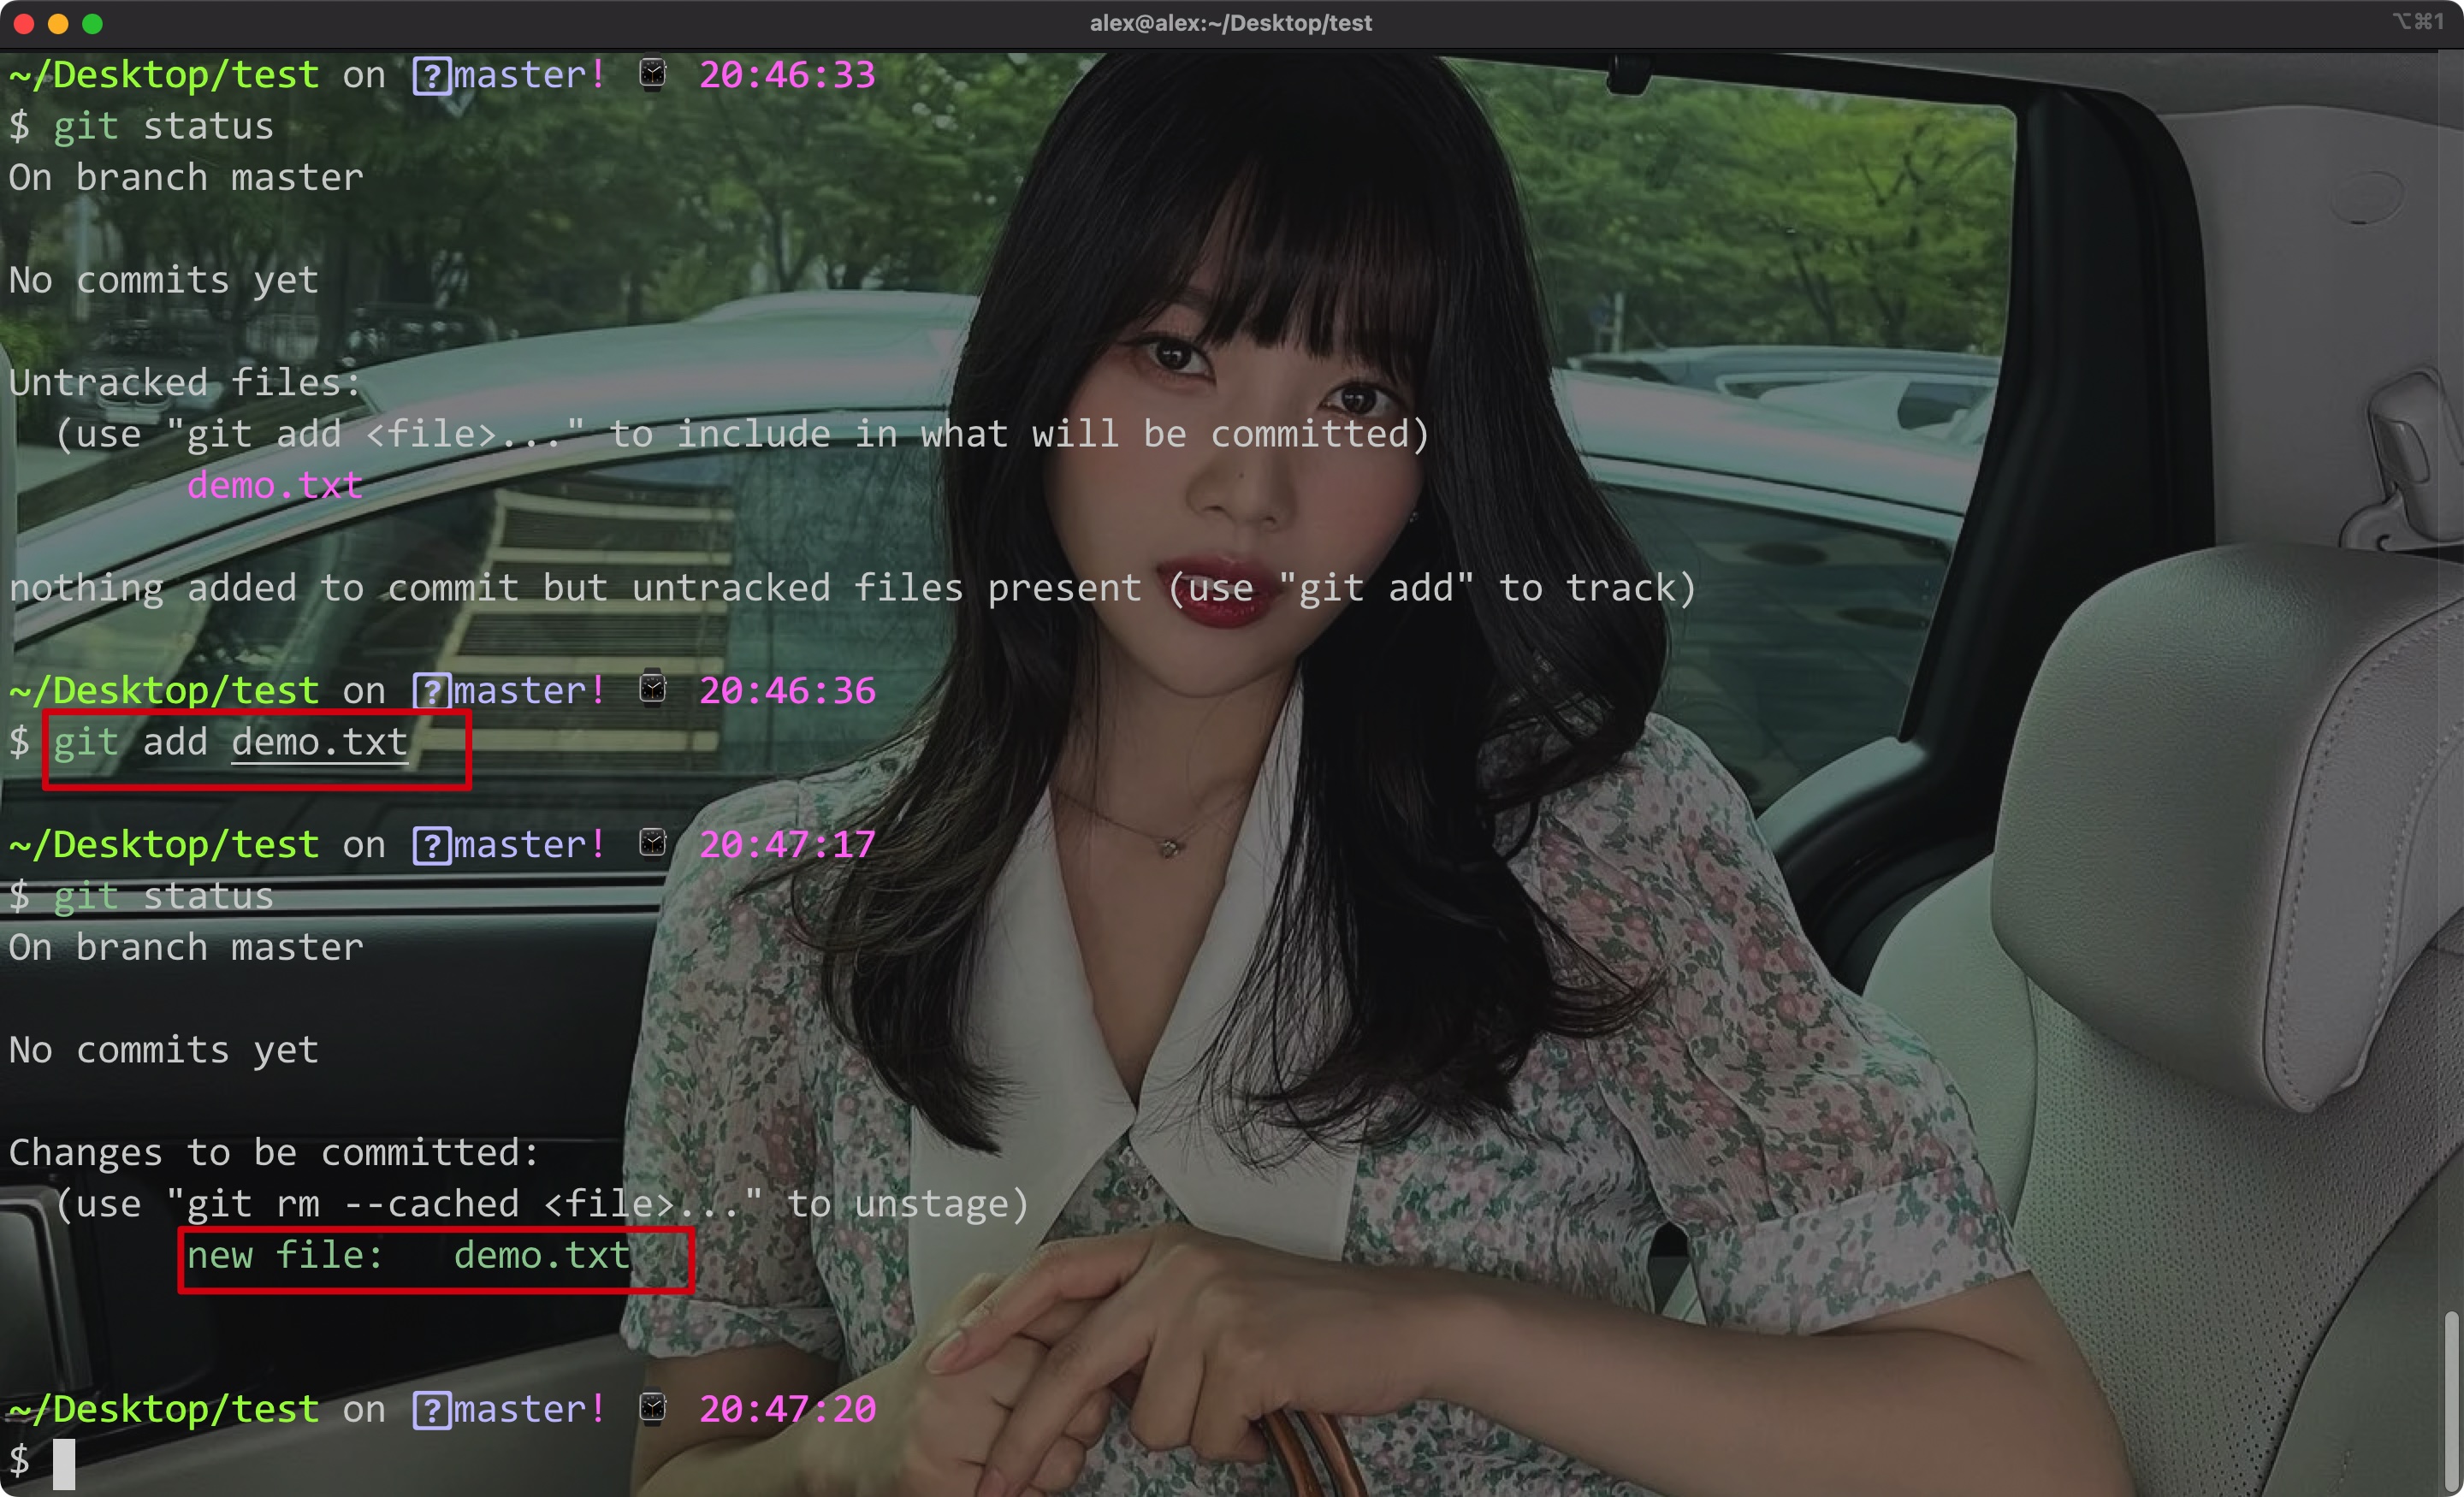 alex@alex:~/Desktop/test
⌥⌘1
~/Desktop/test on ?master! ⌚ 20:46:33
$ git status
On branch master
No commits yet
Untracked files:
(use "git add <file>..." to include in what will be committed)
demo.txt
nothing added to commit but untracked files present (use "git add" to track)
~/Desktop/test on ?master! ⌚ 20:46:36
$ git add demo.txt
~/Desktop/test on ?master! ⌚ 20:47:17
$ git status
On branch master
No commits yet
Changes to be committed:
(use "git rm --cached <file>..." to unstage)
new file:   demo.txt
~/Desktop/test on ?master! ⌚ 20:47:20
$